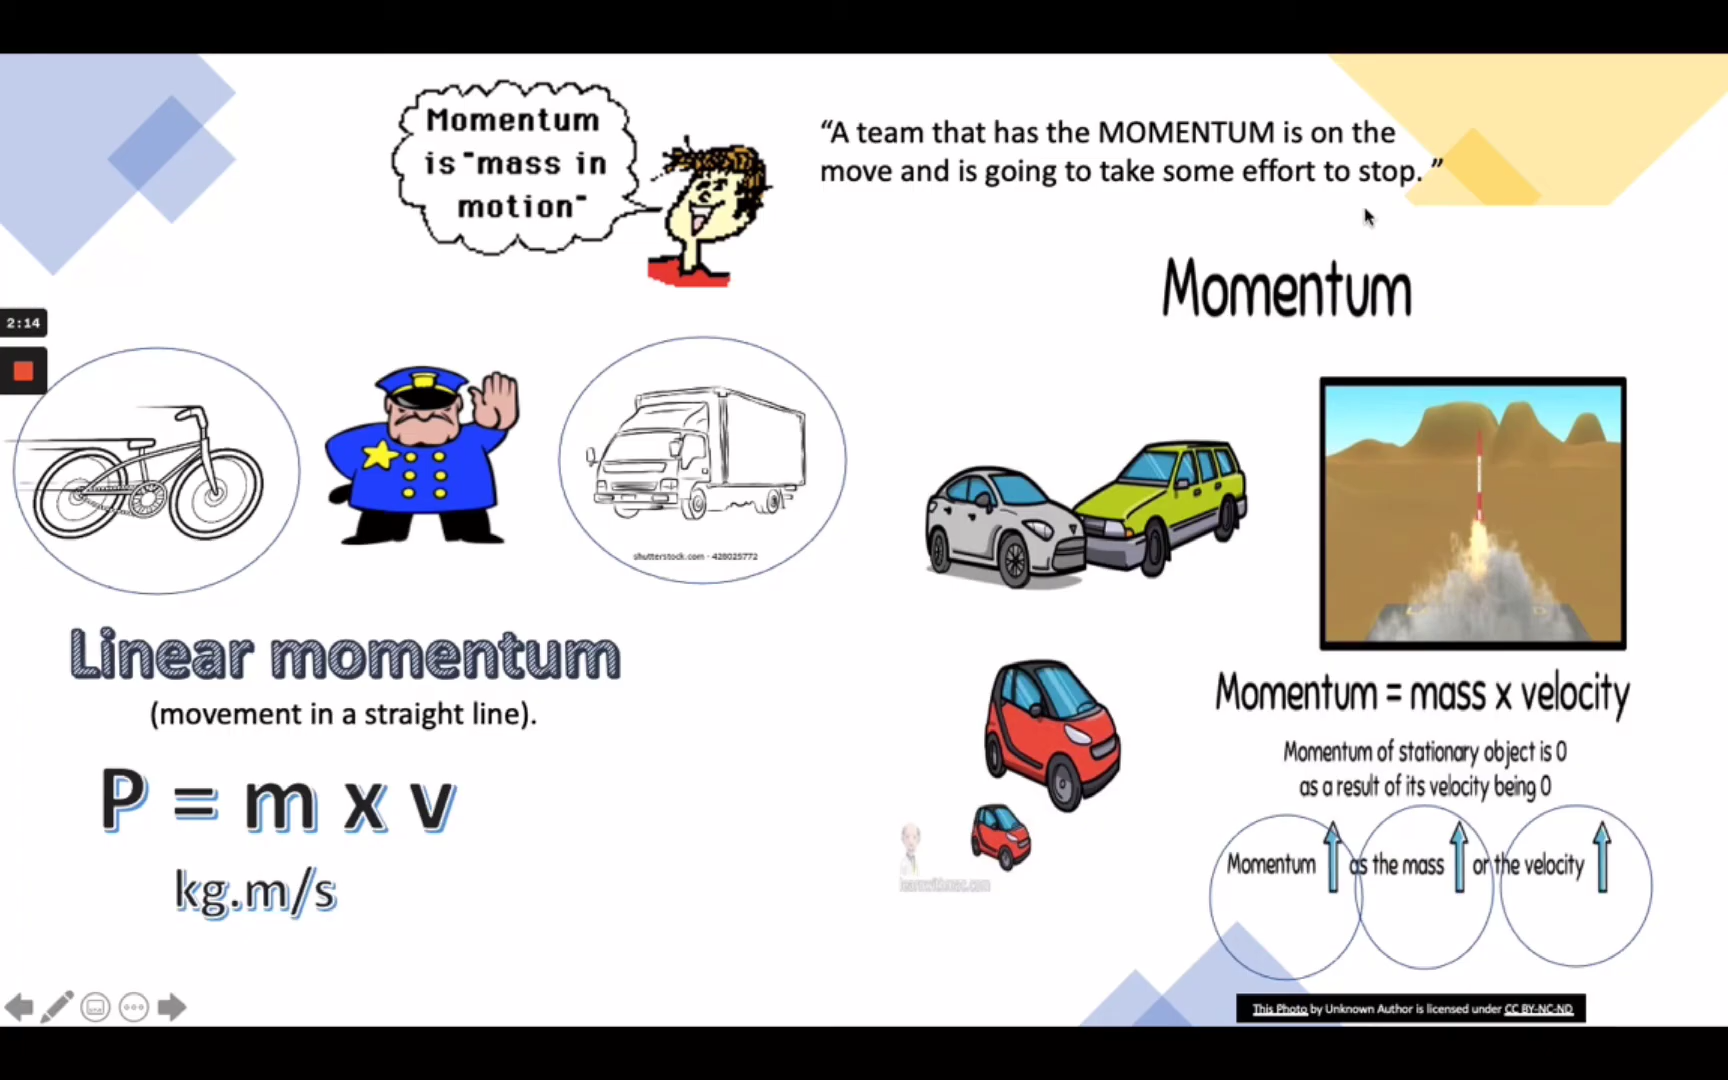 Momentum
is "mass in
motion"
“A team that has the MOMENTUM is on the
move and is going to take some effort to stop. ”
Momentum
2:14
shutterstock.com · 428025772
Linear momentum
(movement in a straight line).
P = m x v
kg.m/s
Momentum = mass x velocity
Momentum of stationary object is 0
as a result of its velocity being 0
Momentum as the mass or the velocity
This Photo by Unknown Author is licensed under CC BY-NC-ND